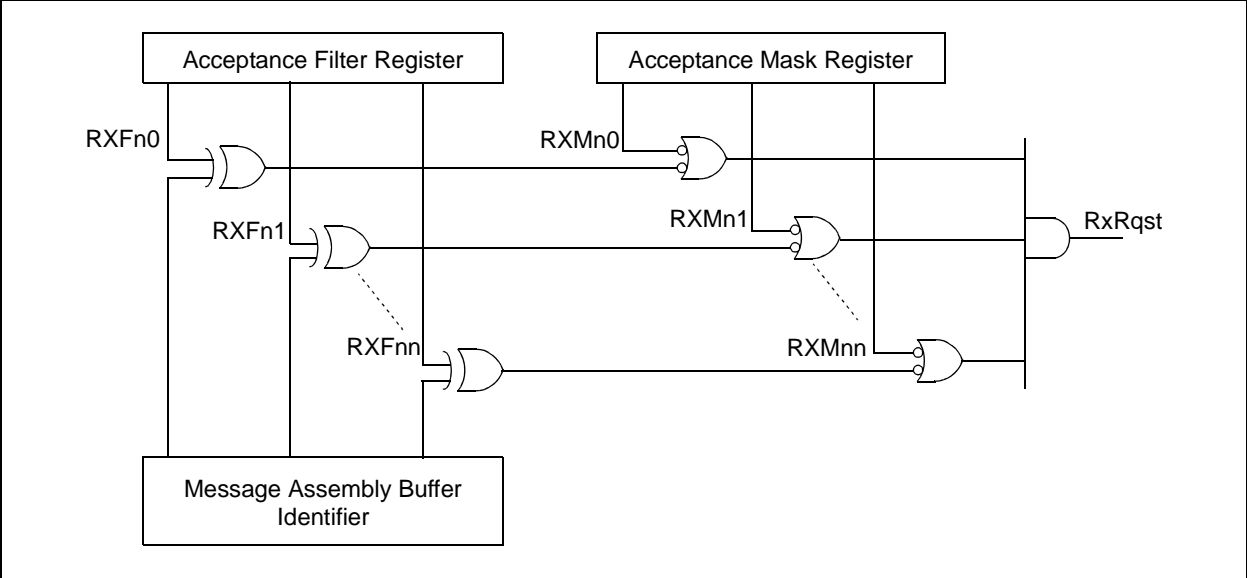 Acceptance Filter Register
Acceptance Mask Register
RXFn0
RXMn0
RXFn1
RXMn1
RxRqst
RXFnn
RXMnn
Message Assembly Buffer
Identifier